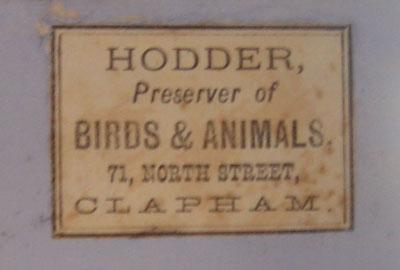 HODDER,
Preserver of
BIRDS & ANIMALS.
71, NORTH STREET,
CLAPHAM.